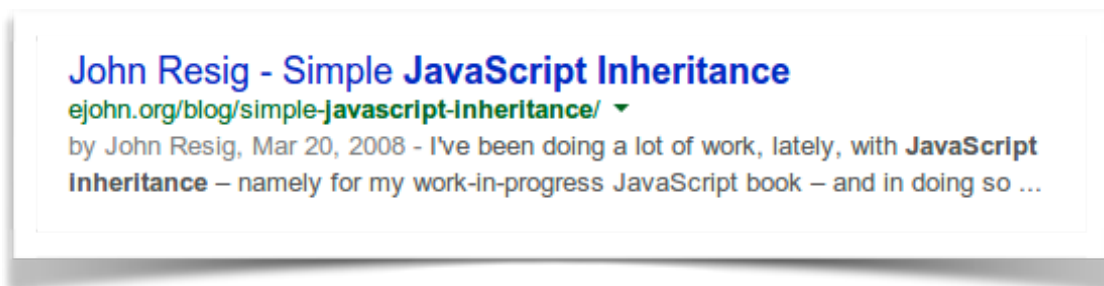 John Resig - Simple JavaScript Inheritance
ejohn.org/blog/simple-javascript-inheritance/
by John Resig, Mar 20, 2008 - I've been doing a lot of work, lately, with JavaScript
inheritance – namely for my work-in-progress JavaScript book – and in doing so ...